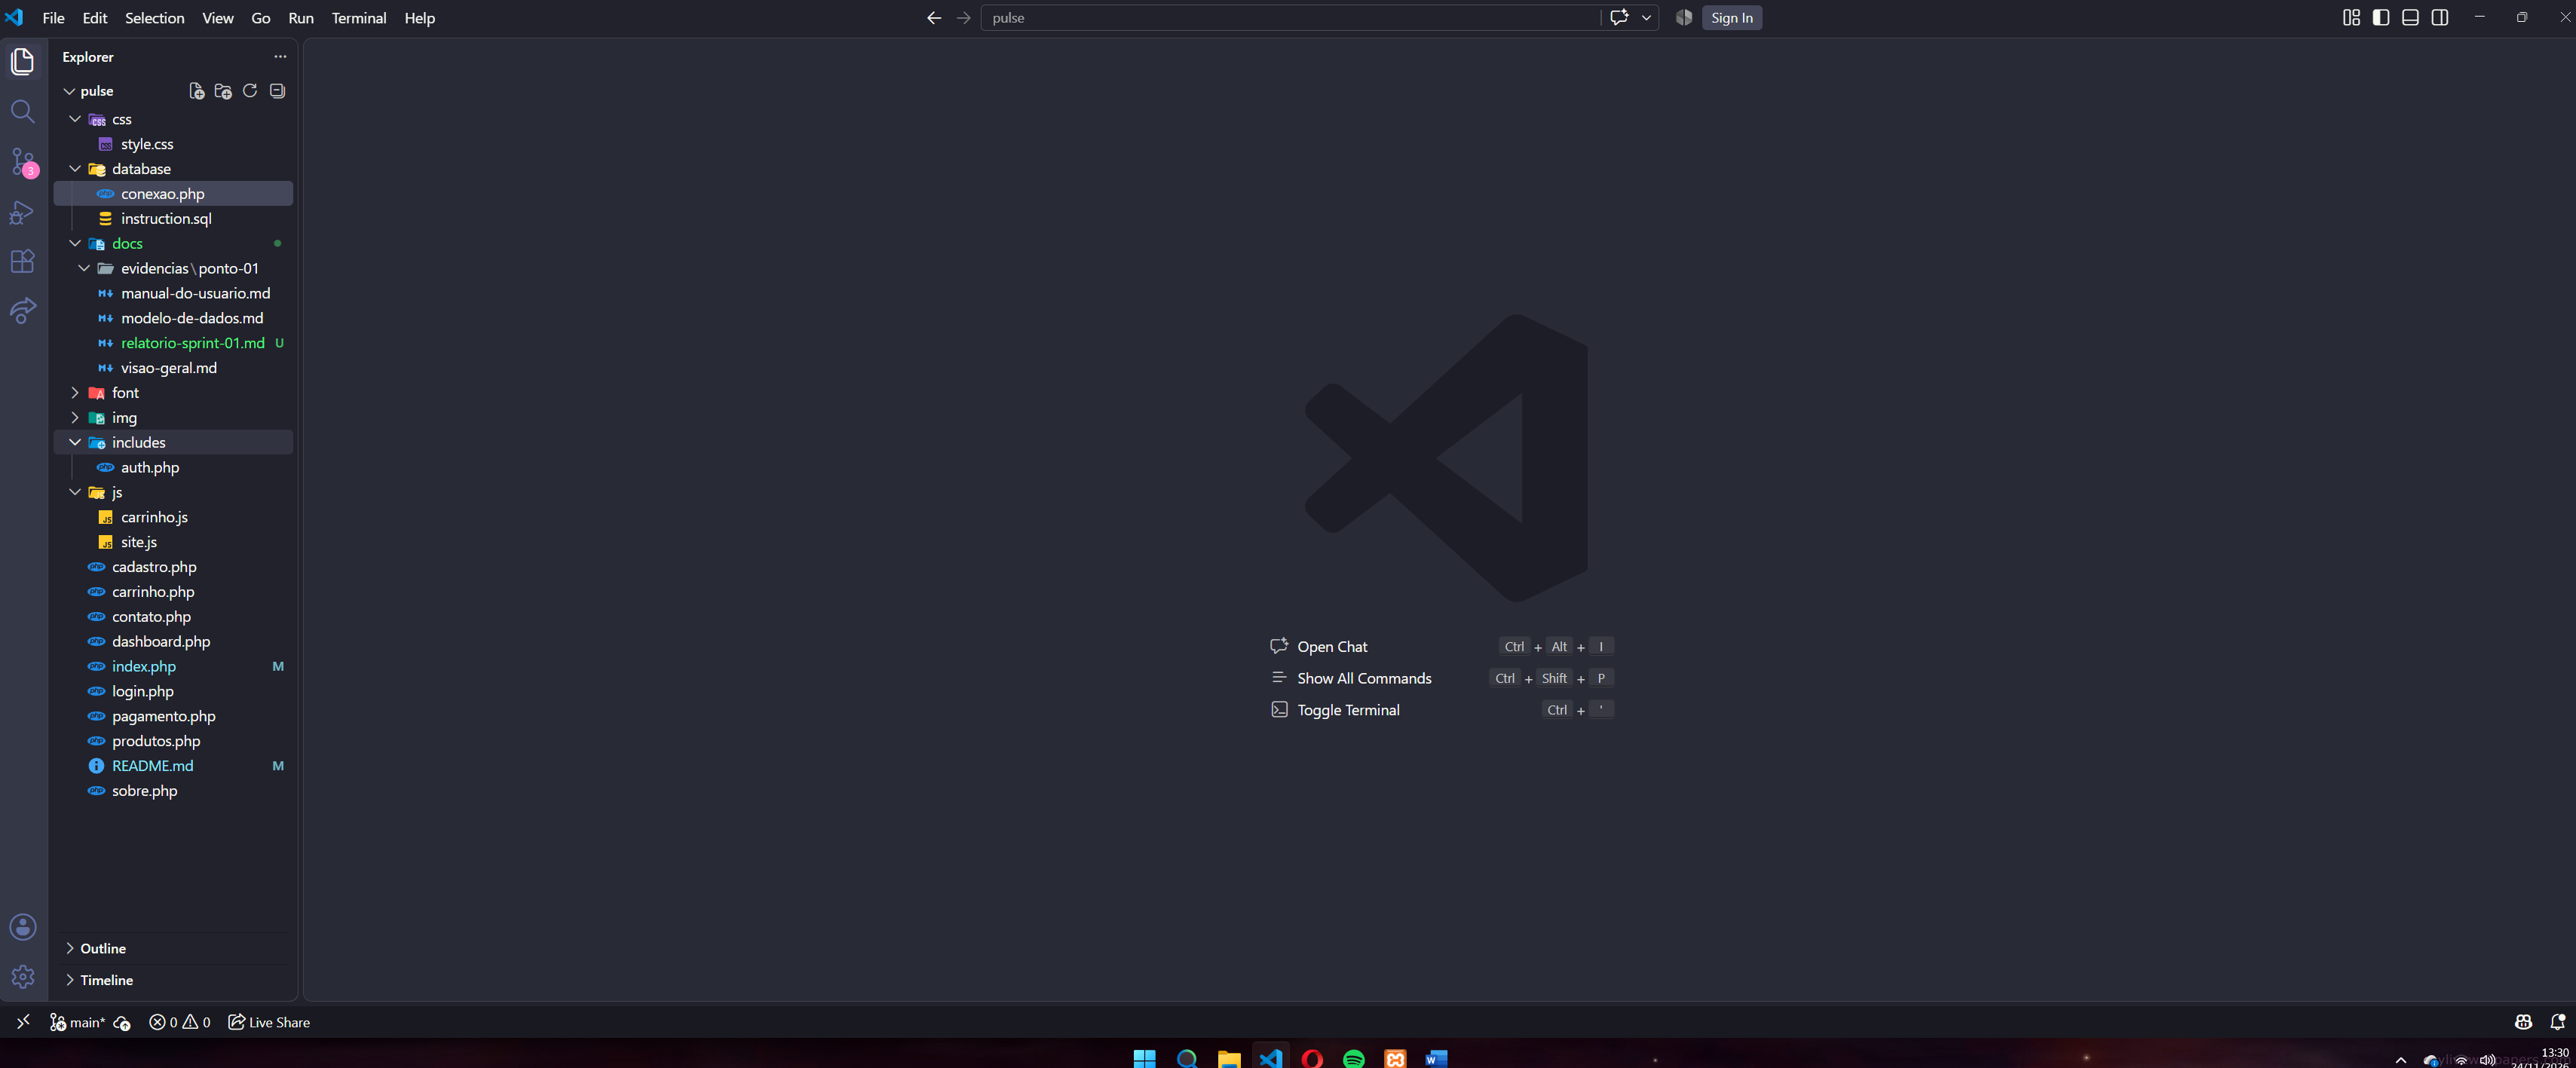 File Edit Selection View Go Run Terminal Help
pulse
Sign In
Explorer
pulse
css
style.css
database
conexao.php
instruction.sql
docs
evidencias\ponto-01
manual-do-usuario.md
modelo-de-dados.md
relatorio-sprint-01.md U
visao-geral.md
font
img
includes
auth.php
js
carrinho.js
site.js
cadastro.php
carrinho.php
contato.php
dashboard.php
index.php M
login.php
pagamento.php
produtos.php
README.md M
sobre.php
3
Open Chat Ctrl + Alt + I
Show All Commands Ctrl + Shift + P
Toggle Terminal Ctrl + '
Outline
Timeline
main* 0 0 Live Share
13:30